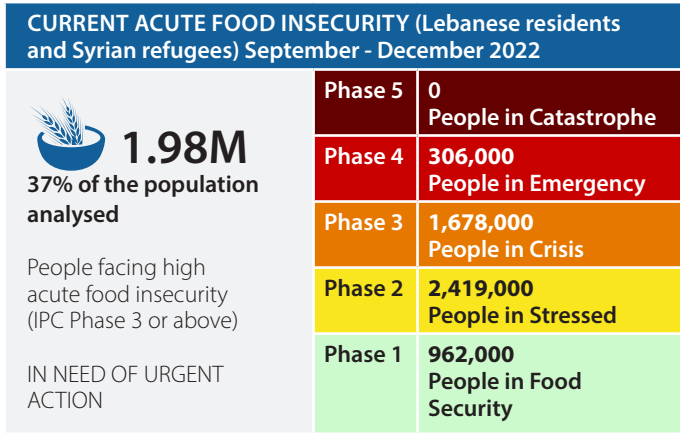 CURRENT ACUTE FOOD INSECURITY (Lebanese residents
and Syrian refugees) September - December 2022
1.98M
37% of the population
analysed
People facing high
acute food insecurity
(IPC Phase 3 or above)
IN NEED OF URGENT
ACTION
Phase 5
0
People in Catastrophe
Phase 4
306,000
People in Emergency
Phase 3
1,678,000
People in Crisis
Phase 2
2,419,000
People in Stressed
Phase 1
962,000
People in Food
Security